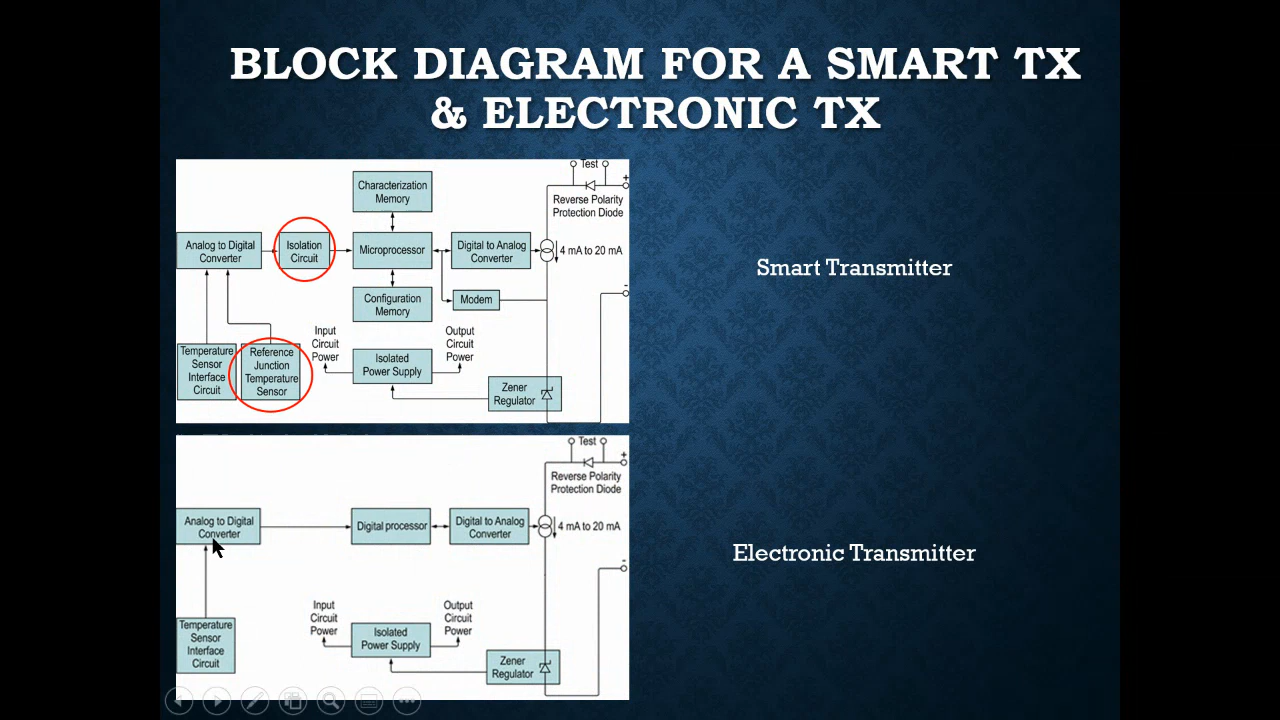 BLOCK DIAGRAM FOR A SMART TX
& ELECTRONIC TX
Test
+
Characterization
Memory
Reverse Polarity
Protection Diode
Analog to Digital
Converter
Isolation
Circuit
Microprocessor
Digital to Analog
Converter
4 mA to 20 mA
-
Configuration
Memory
Modem
Temperature
Sensor
Interface
Circuit
Reference
Junction
Temperature
Sensor
Input
Circuit
Power
Isolated
Power Supply
Output
Circuit
Power
Zener
Regulator
Smart Transmitter
Test
+
Reverse Polarity
Protection Diode
Analog to Digital
Converter
Digital processor
Digital to Analog
Converter
4 mA to 20 mA
-
Temperature
Sensor
Interface
Circuit
Input
Circuit
Power
Isolated
Power Supply
Output
Circuit
Power
Zener
Regulator
Electronic Transmitter